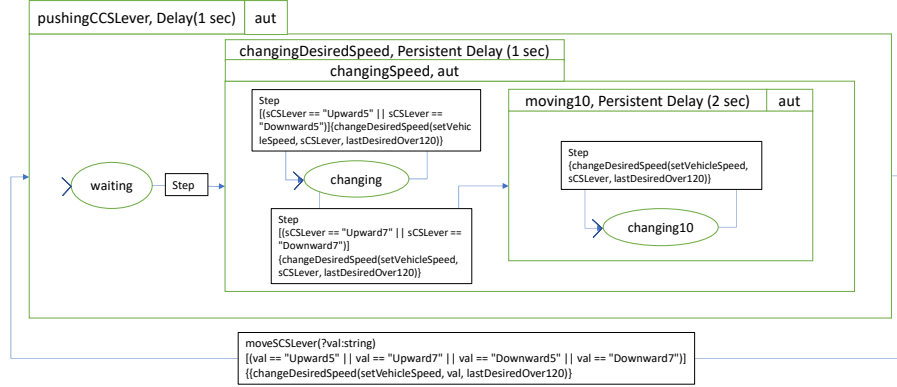 pushingCCSLever, Delay(1 sec) aut
changingDesiredSpeed, Persistent Delay (1 sec)
changingSpeed, aut
Step
[(sCSLever == "Upward5" || sCSLever ==
"Downward5")]{changeDesiredSpeed(setVehic
leSpeed, sCSLever, lastDesiredOver120)}
moving10, Persistent Delay (2 sec) aut
Step
{changeDesiredSpeed(setVehicleSpeed,
sCSLever, lastDesiredOver120)}
waiting
Step
changing
Step
[(sCSLever == "Upward7" || sCSLever ==
"Downward7")]
{changeDesiredSpeed(setVehicleSpeed,
sCSLever, lastDesiredOver120)}
changing10
moveSCSLever(?val:string)
[(val == "Upward5" || val == "Upward7" || val == "Downward5" || val == "Downward7")]
{{changeDesiredSpeed(setVehicleSpeed, val, lastDesiredOver120)}